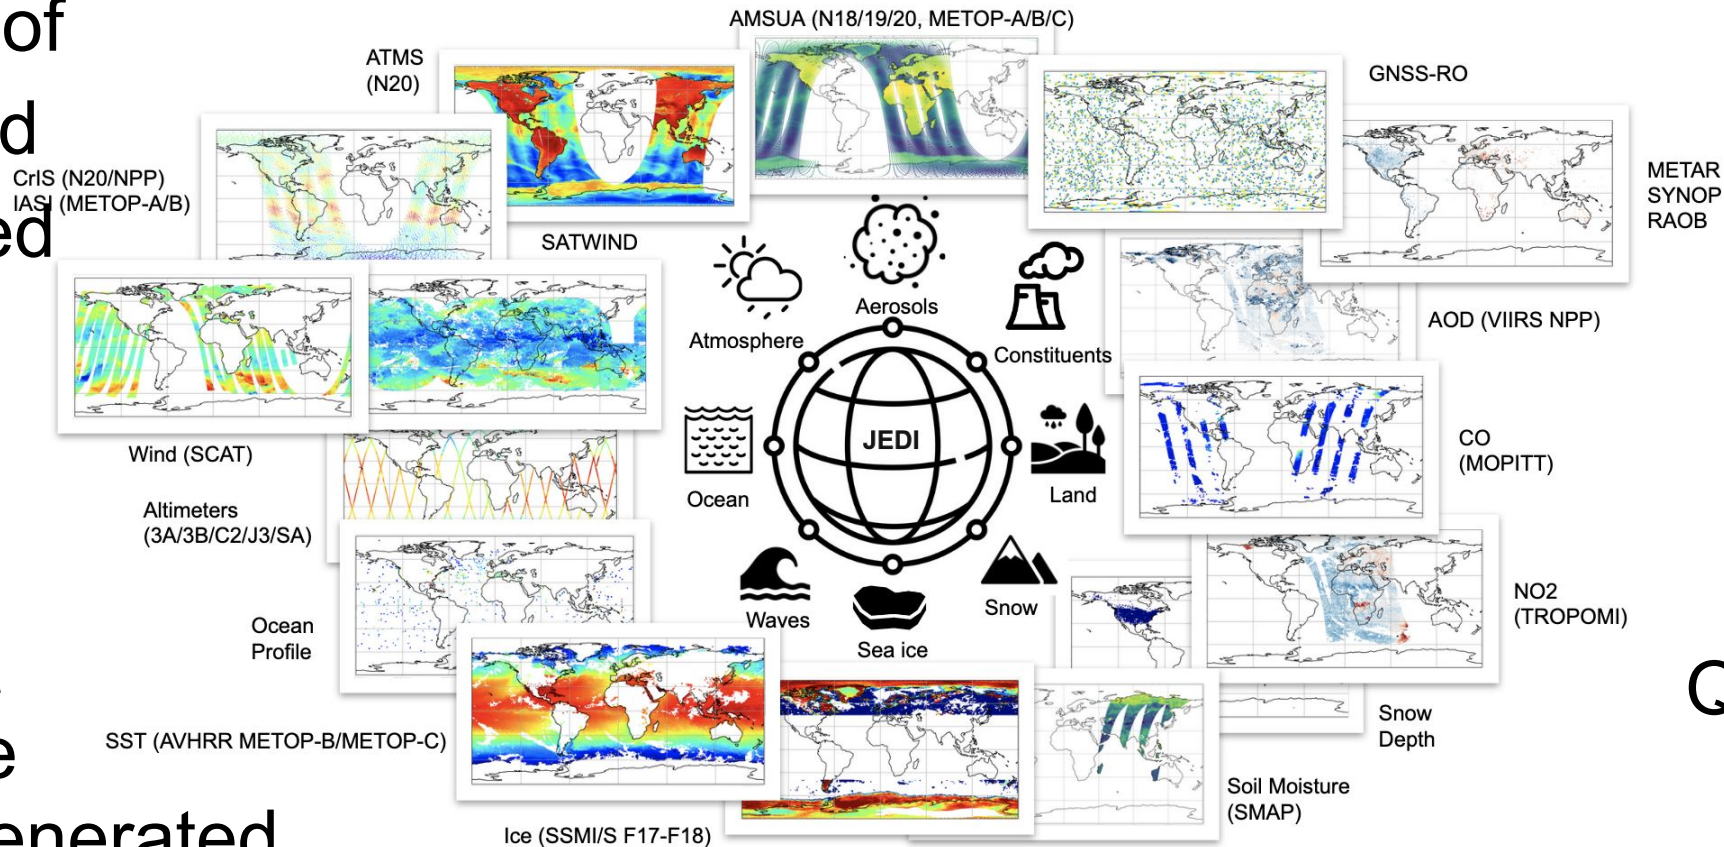 of
d
ed
e
enerated
Q
AMSUA (N18/19/20, METOP-A/B/C)
ATMS
(N20)
GNSS-RO
CrIS (N20/NPP)
IASI (METOP-A/B)
METAR
SYNOP
RAOB
SATWIND
Aerosols
Atmosphere
Constituents
AOD (VIIRS NPP)
Wind (SCAT)
JEDI
CO
(MOPITT)
Ocean
Land
Altimeters
(3A/3B/C2/J3/SA)
Waves
Snow
Sea ice
NO2
(TROPOMI)
Ocean
Profile
SST (AVHRR METOP-B/METOP-C)
Snow
Depth
Soil Moisture
(SMAP)
Ice (SSMI/S F17-F18)